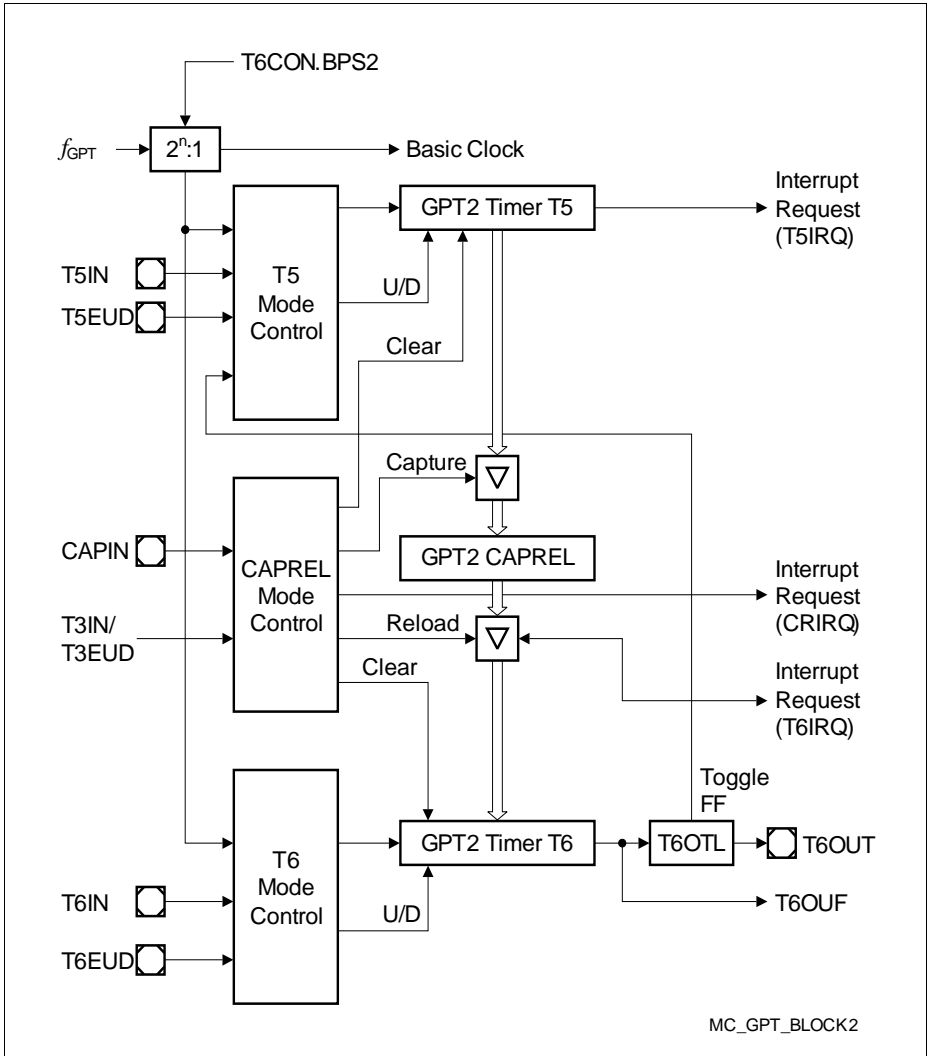 T6CON.BPS2
fGPT
2ⁿ:1
Basic Clock
GPT2 Timer T5
Interrupt
Request
(T5IRQ)
T5IN
T5EUD
T5
Mode
Control
U/D
Clear
Capture
CAPIN
T3IN/
T3EUD
CAPREL
Mode
Control
GPT2 CAPREL
Interrupt
Request
(CRIRQ)
Reload
Clear
Interrupt
Request
(T6IRQ)
Toggle
FF
GPT2 Timer T6
T6OTL
T6OUT
T6
Mode
Control
T6IN
U/D
T6OUF
T6EUD
MC_GPT_BLOCK2